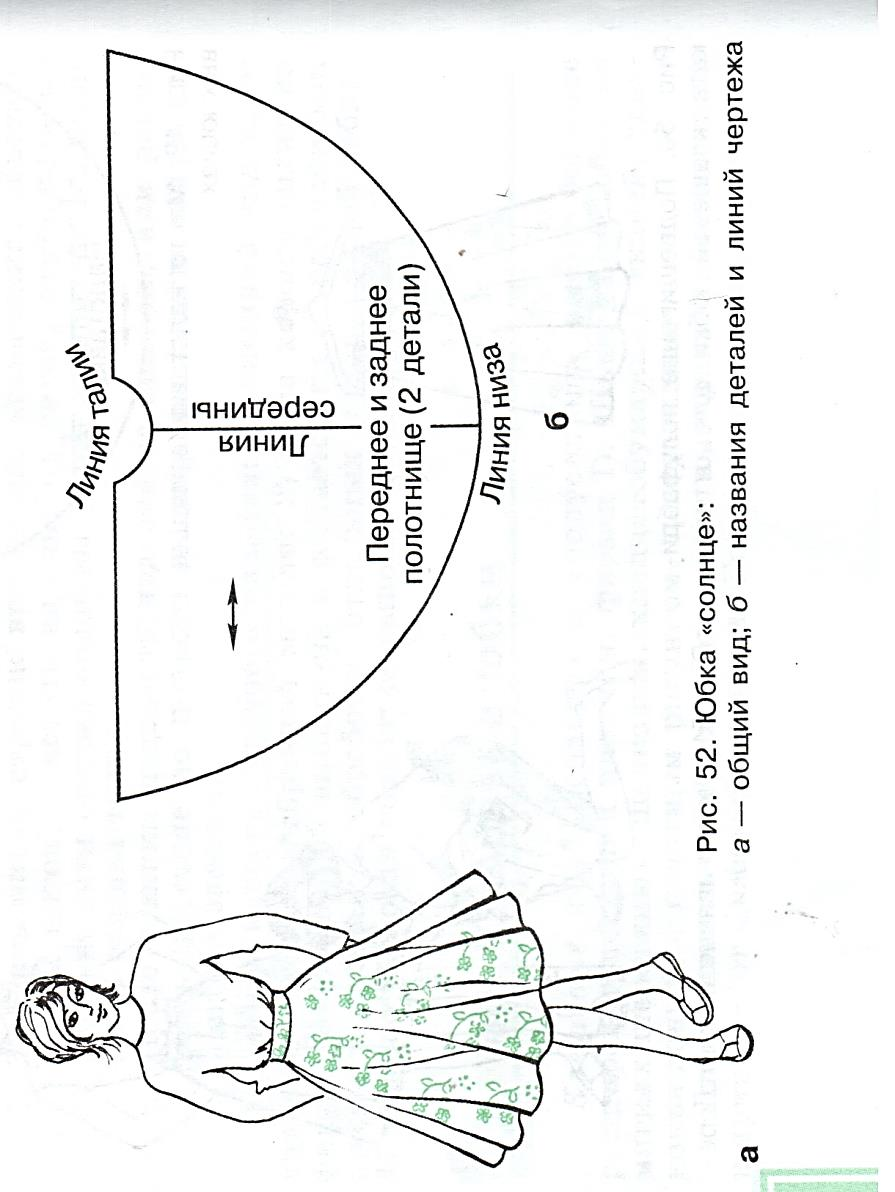 Линия талии
Линия
середины
Переднее и заднее
полотнище (2 детали)
Линия низа
а
б
Рис. 52. Юбка «солнце»:
а — общий вид; б — названия деталей и линий чертежа